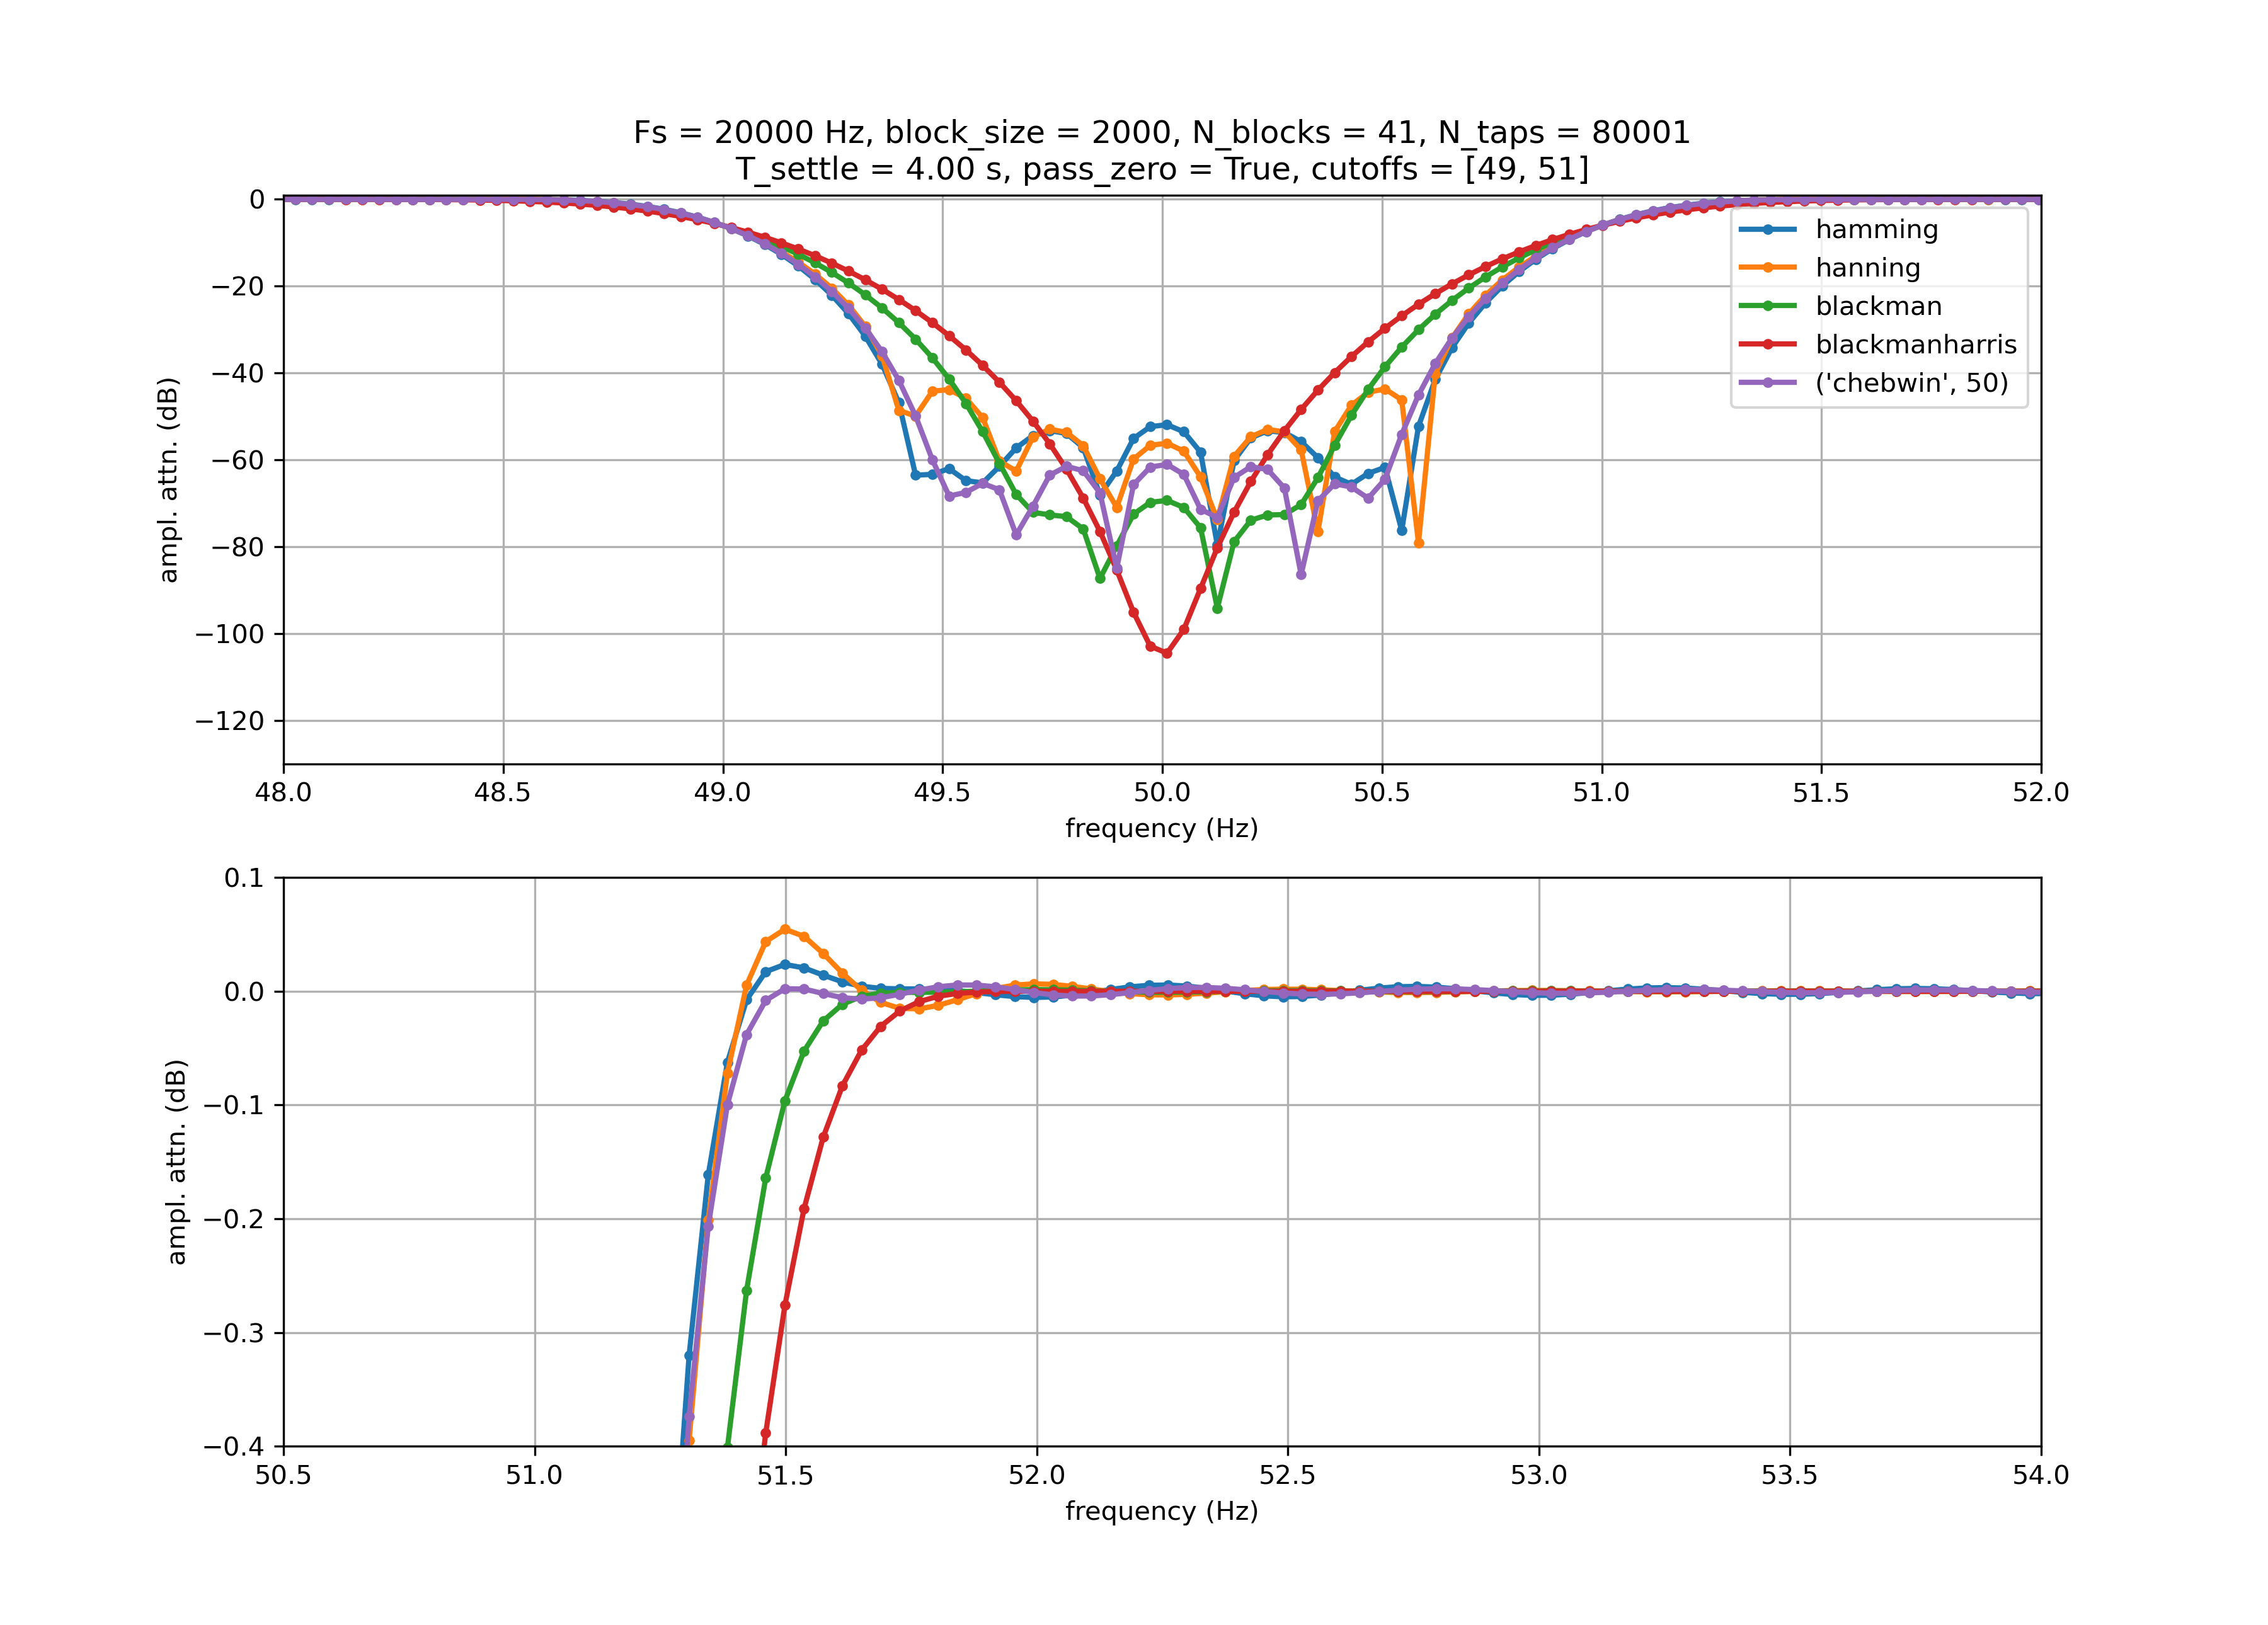 Fs = 20000 Hz, block_size = 2000, N_blocks = 41, N_taps = 80001
T_settle = 4.00 s, pass_zero = True, cutoffs = [49, 51]
ampl. attn. (dB)
0
−20
−40
−60
−80
−100
−120
hamming
hanning
blackman
blackmanharris
('chebwin', 50)
48.0 48.5 49.0 49.5 50.0 50.5 51.0 51.5 52.0
frequency (Hz)
ampl. attn. (dB)
0.1
0.0
−0.1
−0.2
−0.3
−0.4
50.5 51.0 51.5 52.0 52.5 53.0 53.5 54.0
frequency (Hz)